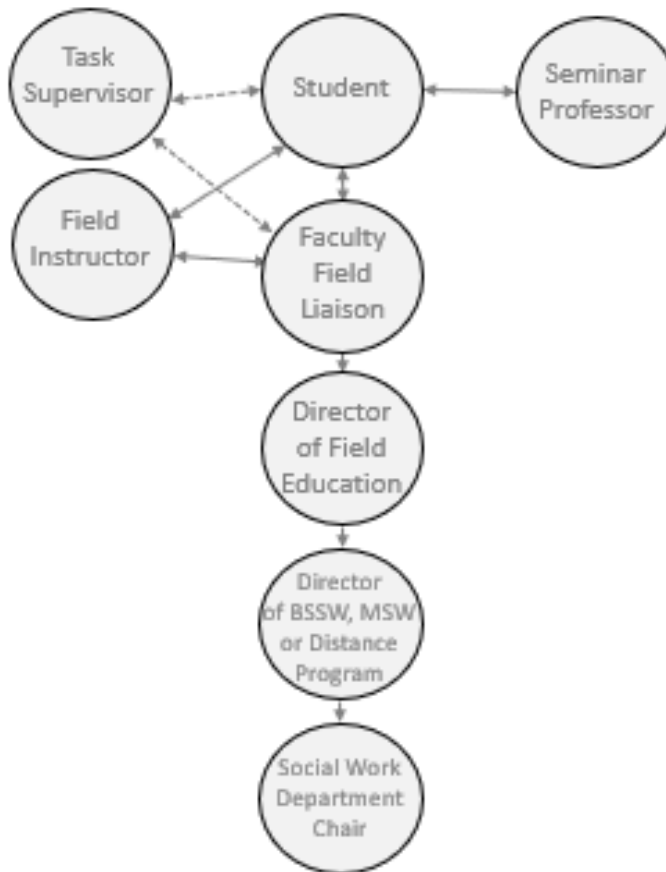 Task
Supervisor
Student
Seminar
Professor
Field
Instructor
Faculty
Field
Liaison
Director
of Field
Education
Director
of BSSW, MSW
or Distance
Program
Social Work
Department
Chair